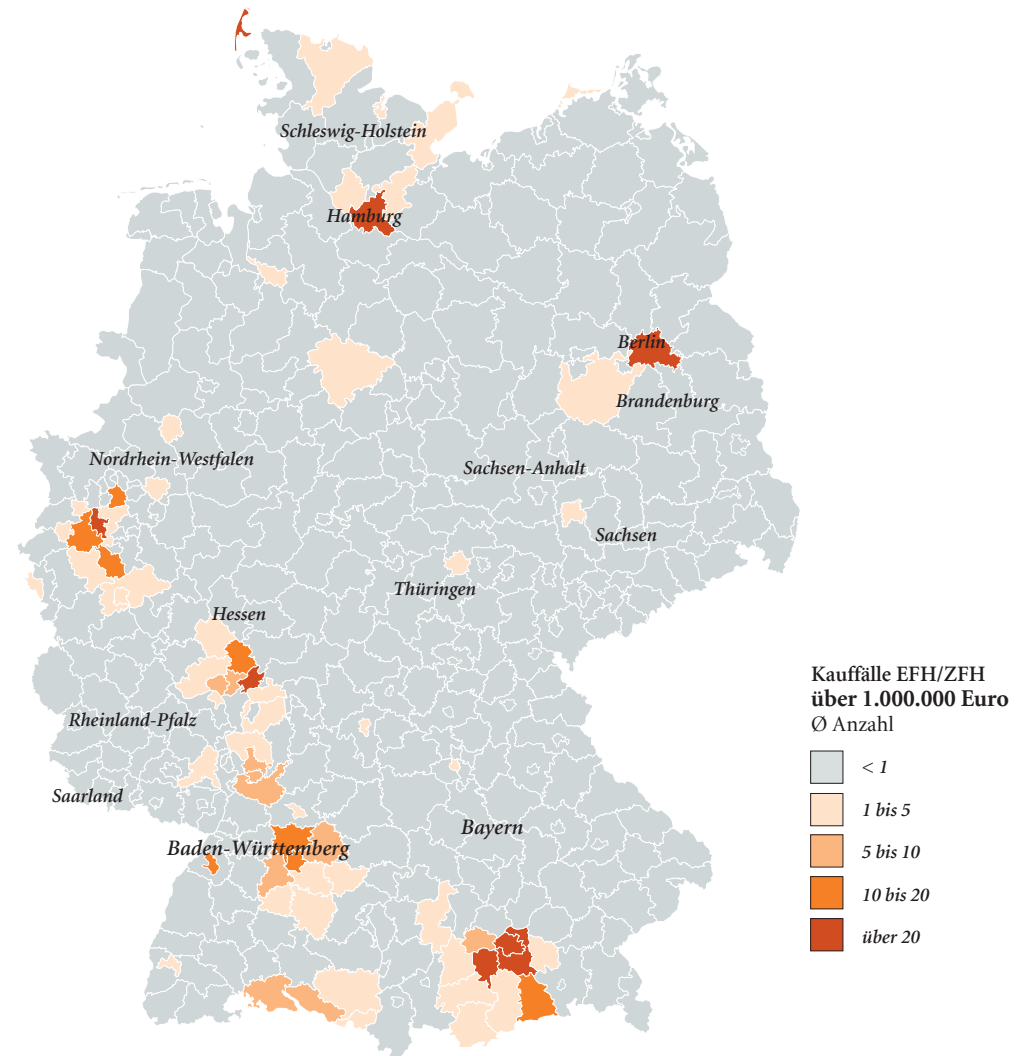 Schleswig-Holstein
Hamburg
Berlin
Brandenburg
Nordrhein-Westfalen
Sachsen-Anhalt
Sachsen
Thüringen
Hessen
Kauffälle EFH/ZFH
über 1.000.000 Euro
Ø Anzahl
Rheinland-Pfalz
< 1
Saarland
1 bis 5
Bayern
Baden-Württemberg
5 bis 10
10 bis 20
über 20